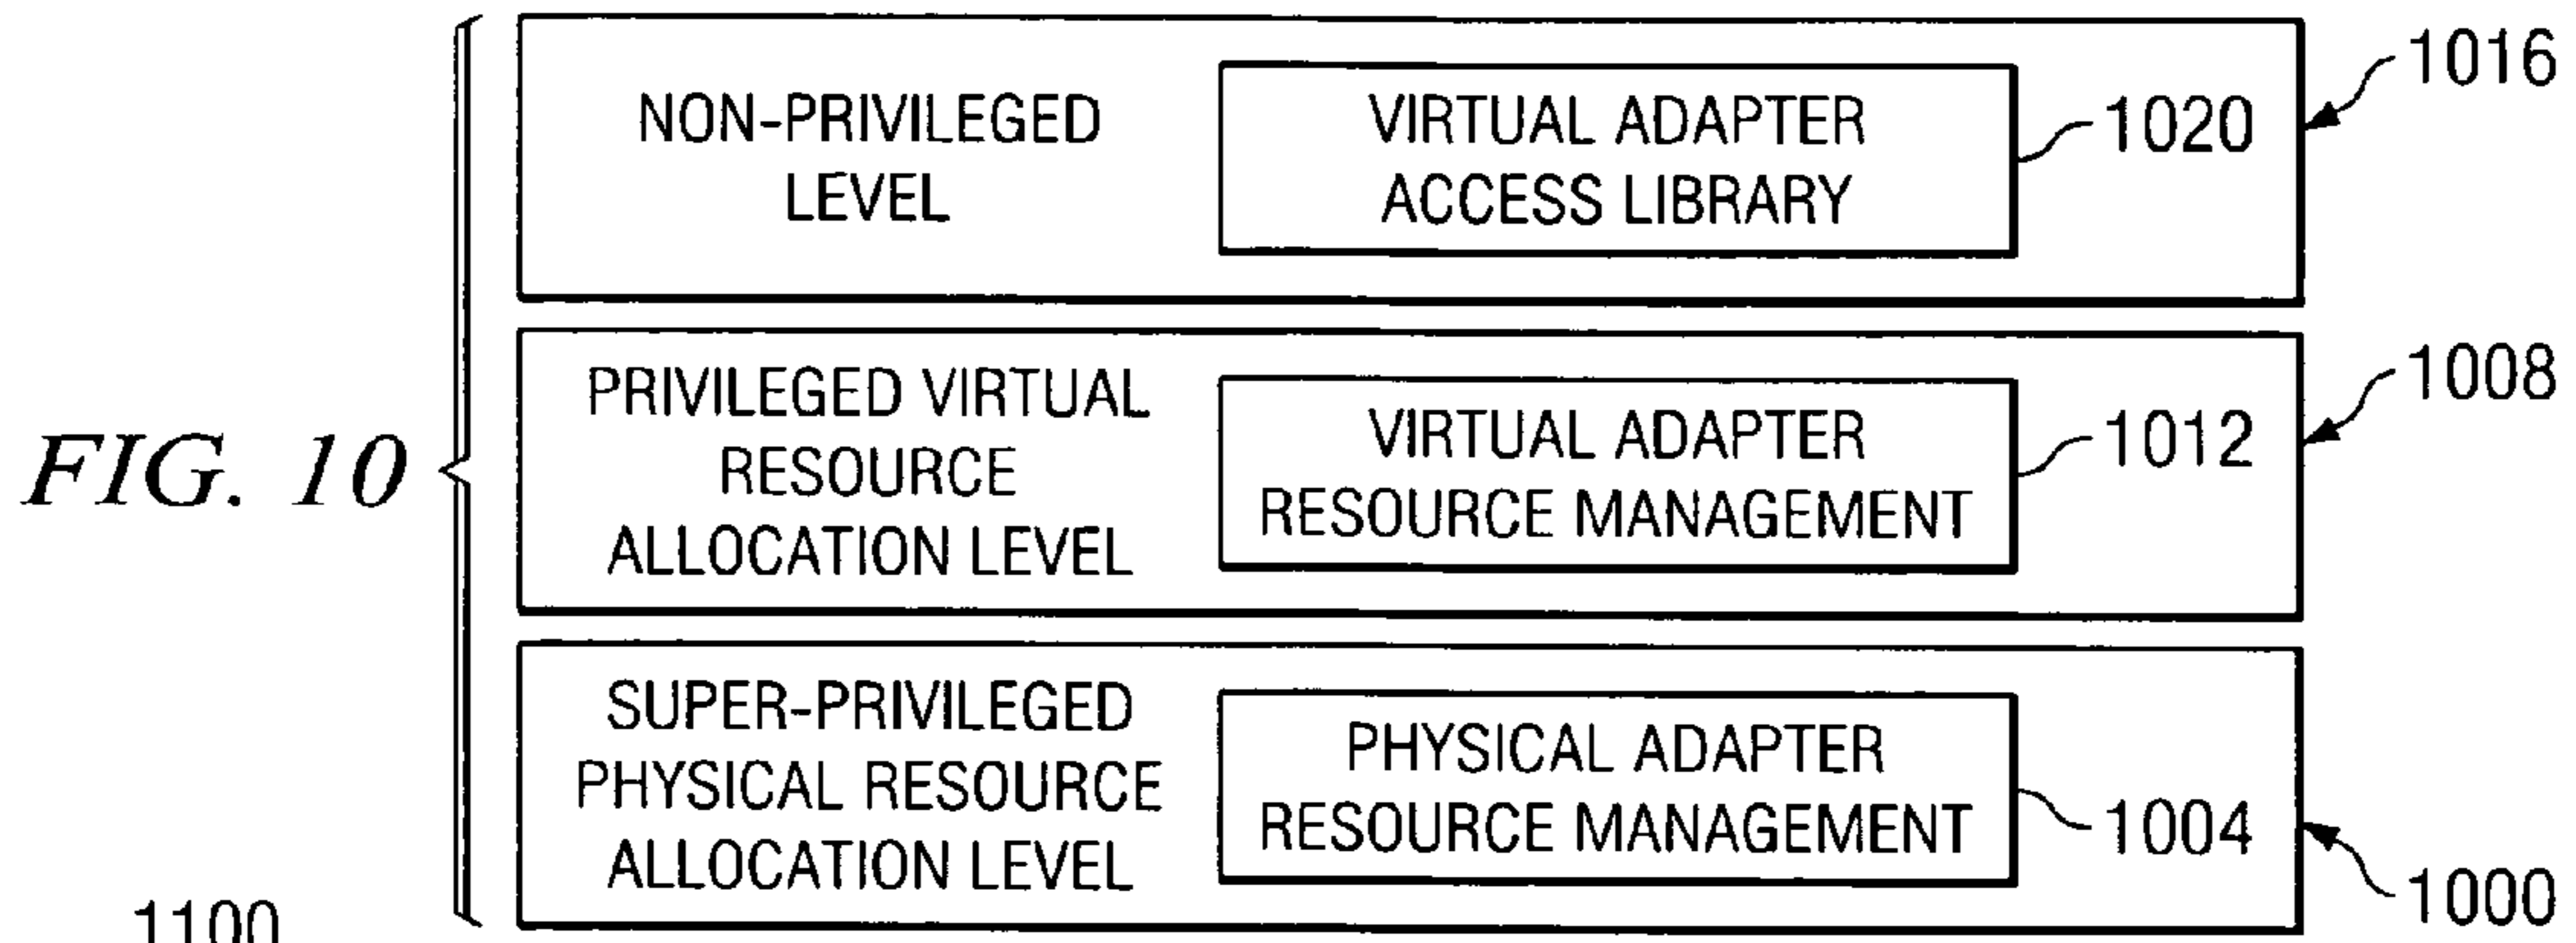 NON-PRIVILEGED
LEVEL
VIRTUAL ADAPTER
ACCESS LIBRARY
1020
1016
PRIVILEGED VIRTUAL
RESOURCE
ALLOCATION LEVEL
VIRTUAL ADAPTER
RESOURCE MANAGEMENT
1012
1008
FIG. 10
SUPER-PRIVILEGED
PHYSICAL RESOURCE
ALLOCATION LEVEL
PHYSICAL ADAPTER
RESOURCE MANAGEMENT
1004
1000
1100